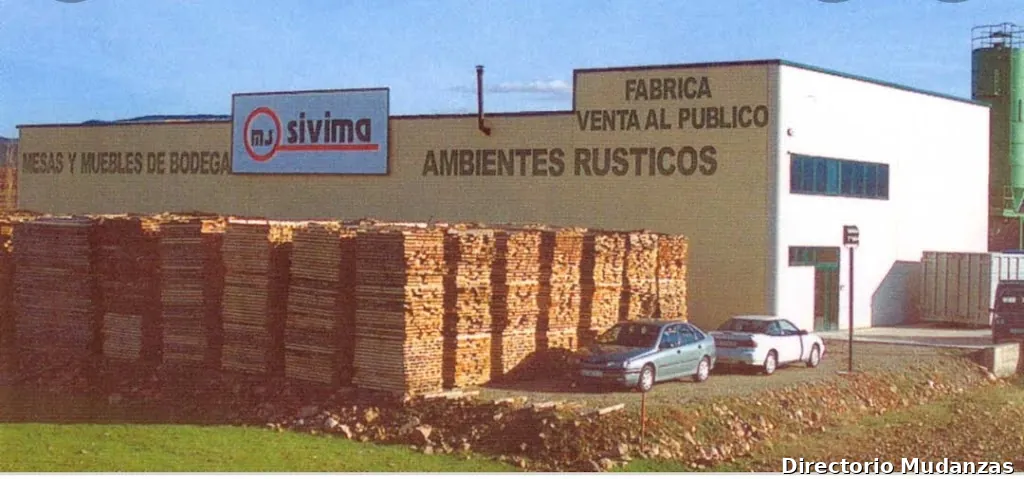 FABRICA
VENTA AL PUBLICO
MJ sivima
MESAS Y MUEBLES DE BODEGA
AMBIENTES RUSTICOS
Directorio Mudanzas